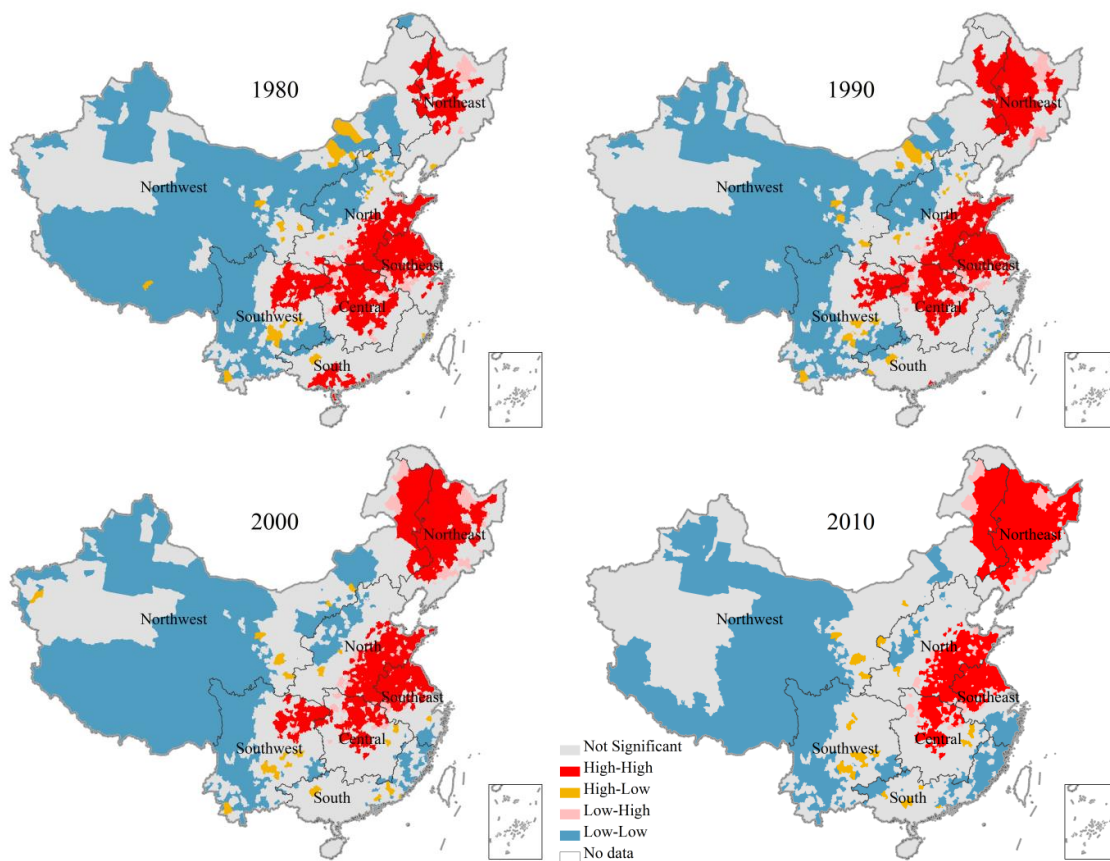 1980
Northeast
Northwest
North
Southeast
Central
Southwest
South
1990
Northeast
Northwest
North
Southeast
Central
Southwest
South
2000
Northeast
Northwest
North
Southeast
Central
Southwest
South
2010
Northeast
Northwest
North
Southeast
Central
Southwest
South
Not Significant
High-High
High-Low
Low-High
Low-Low
No data